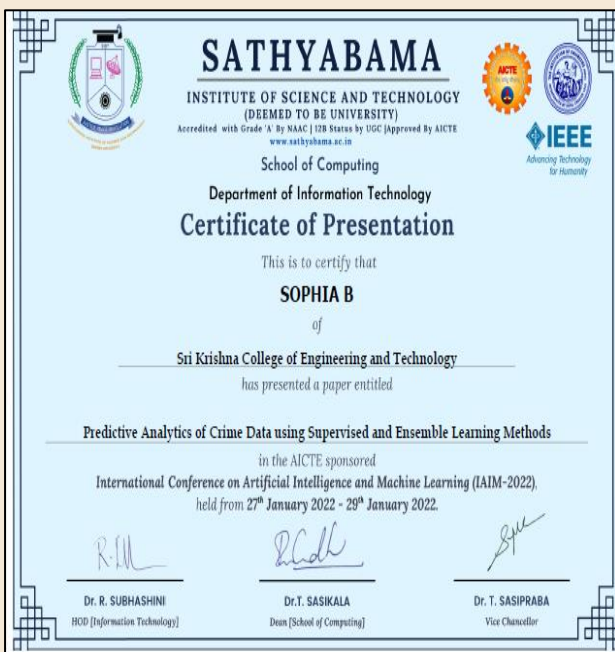 SATHYABAMA
INSTITUTE OF SCIENCE AND TECHNOLOGY
(DEEMED TO BE UNIVERSITY)
Accredited with Grade 'A' By NAAC | 12B Status by UGC |Approved By AICTE
www.sathyabama.ac.in
AICTE
IEEE
Advancing Technology
for Humanity
School of Computing
Department of Information Technology
Certificate of Presentation
This is to certify that
SOPHIA B
of
Sri Krishna College of Engineering and Technology
has presented a paper entitled
Predictive Analytics of Crime Data using Supervised and Ensemble Learning Methods
in the AICTE sponsored
International Conference on Artificial Intelligence and Machine Learning (IAIM-2022),
held from 27th January 2022 - 29th January 2022.
Dr. R. SUBHASHINI
HOD [Information Technology]
Dr.T. SASIKALA
Dean [School of Computing]
Dr. T. SASIPRABA
Vice Chancellor